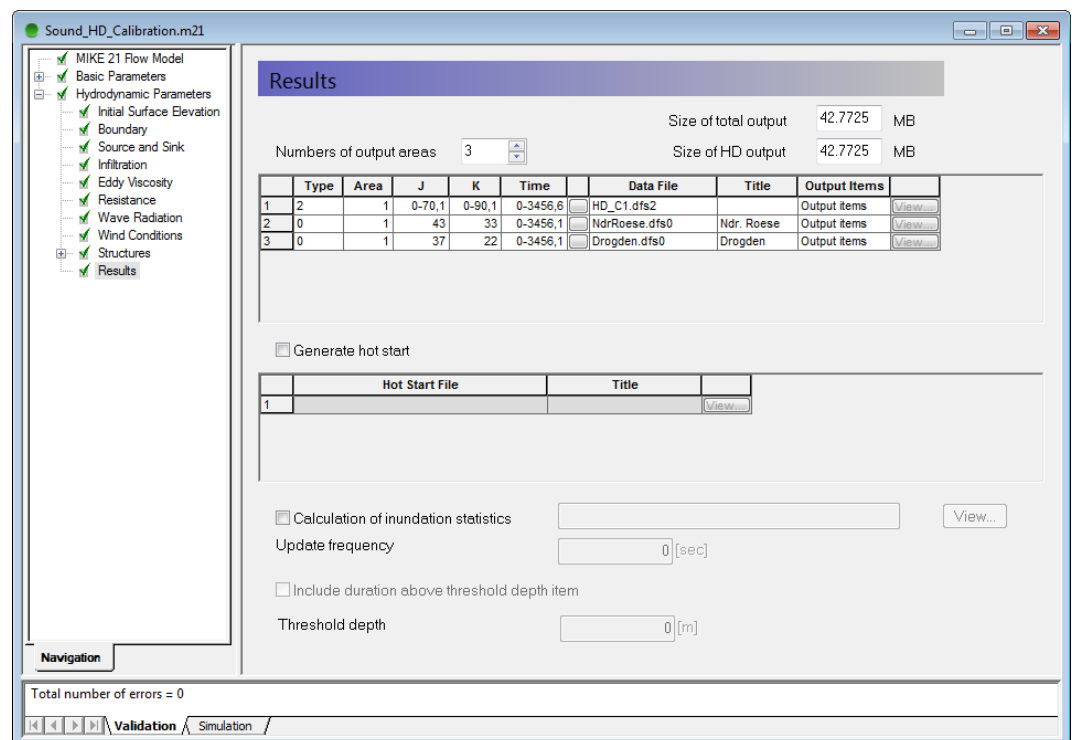 Sound_HD_Calibration.m21
MIKE 21 Flow Model
Basic Parameters
Hydrodynamic Parameters
Initial Surface Elevation
Boundary
Source and Sink
Infiltration
Eddy Viscosity
Resistance
Wave Radiation
Wind Conditions
Structures
Results
Navigation
Results
Size of total output 42.7725 MB
Numbers of output areas 3 Size of HD output 42.7725 MB
Type Area J K Time Data File Title Output Items
1 2 1 0-70,1 0-90,1 0-3456,6 HD_C1.dfs2 Output items View...
2 0 1 43 33 0-3456,1 NdrRoese.dfs0 Ndr. Roese Output items View...
3 0 1 37 22 0-3456,1 Drogden.dfs0 Drogden Output items View...
Generate hot start
Hot Start File Title
1 View...
Calculation of inundation statistics View...
Update frequency 0 [sec]
Include duration above threshold depth item
Threshold depth 0 [m]
Total number of errors = 0
Validation Simulation